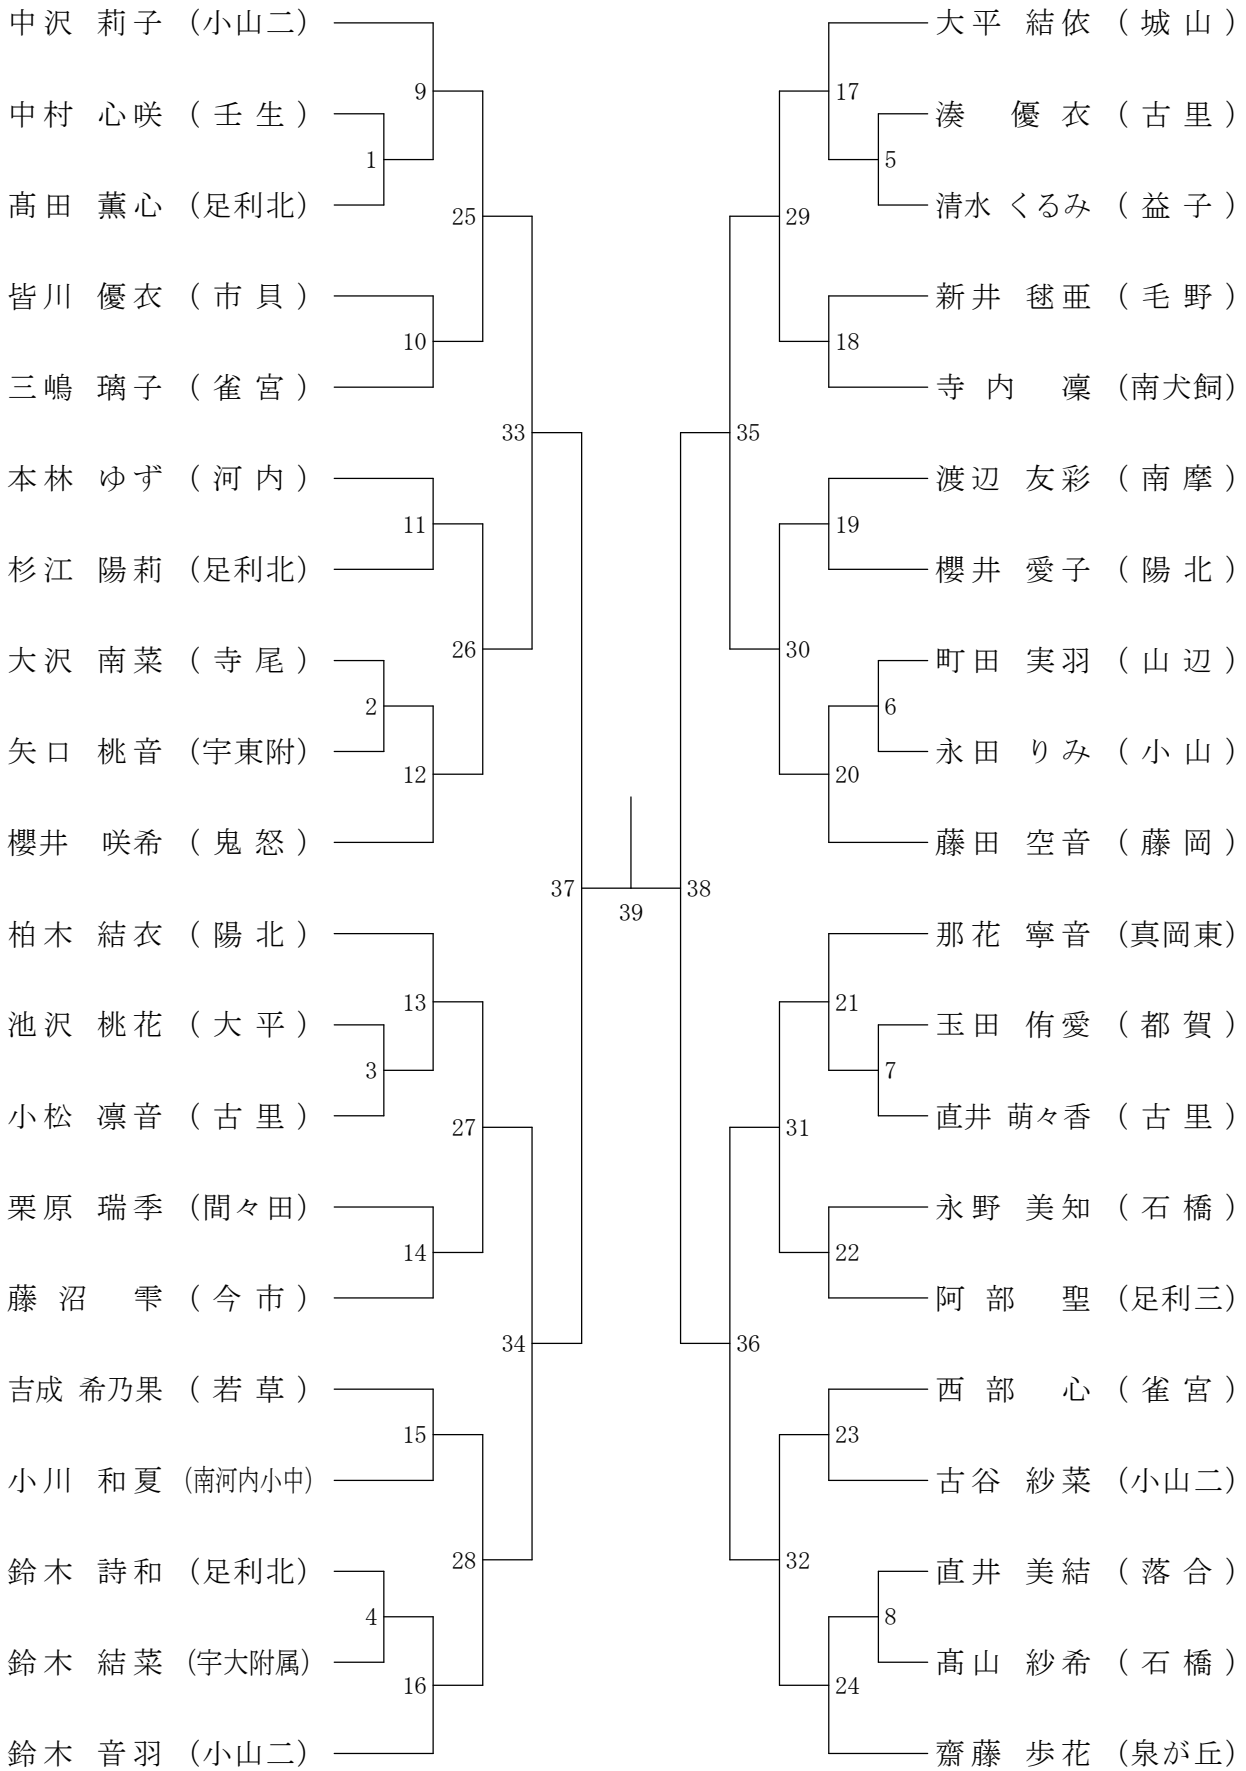 中沢 莉子 (小山二)
中村 心咲 (壬生)
髙田 薫心 (足利北)
皆川 優衣 (市貝)
三嶋 璃子 (雀宮)
本林 ゆず (河内)
杉江 陽莉 (足利北)
大沢 南菜 (寺尾)
矢口 桃音 (宇東附)
櫻井 咲希 (鬼怒)
柏木 結衣 (陽北)
池沢 桃花 (大平)
小松 凛音 (古里)
栗原 瑞季 (間々田)
藤沼 雫 (今市)
吉成 希乃果 (若草)
小川 和夏 (南河内小中)
鈴木 詩和 (足利北)
鈴木 結菜 (宇大附属)
鈴木 音羽 (小山二)
1
2
3
4
9
10
11
12
13
14
15
16
25
26
27
28
33
34
37
39
38
35
36
29
30
31
32
17
18
19
20
21
22
23
24
5
6
7
8
大平 結依 (城山)
湊 優衣 (古里)
清水 くるみ (益子)
新井 毬亜 (毛野)
寺内 凜 (南犬飼)
渡辺 友彩 (南摩)
櫻井 愛子 (陽北)
町田 実羽 (山辺)
永田 りみ (小山)
藤田 空音 (藤岡)
那花 寧音 (真岡東)
玉田 侑愛 (都賀)
直井 萌々香 (古里)
永野 美知 (石橋)
阿部 聖 (足利三)
西部 心 (雀宮)
古谷 紗菜 (小山二)
直井 美結 (落合)
髙山 紗希 (石橋)
齋藤 歩花 (泉が丘)